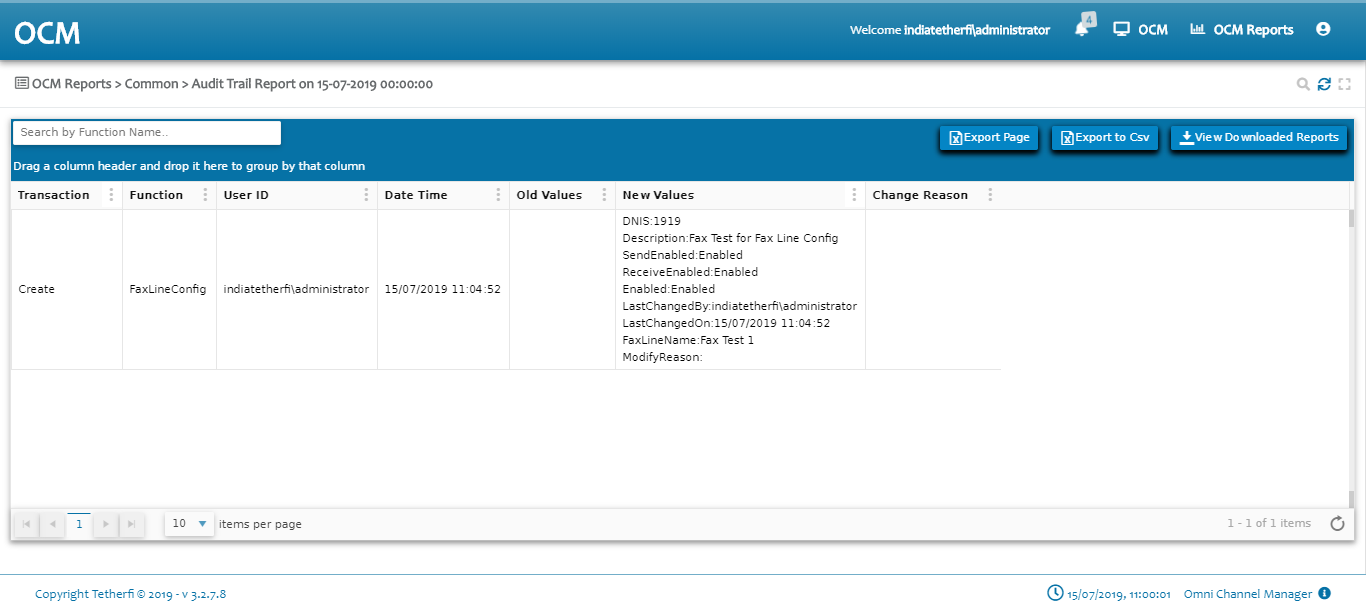 OCM
Welcome indiatetherfi\administrator
4
OCM
OCM Reports
OCM Reports > Common > Audit Trail Report on 15-07-2019 00:00:00
Search by Function Name..
Export Page
Export to Csv
View Downloaded Reports
Drag a column header and drop it here to group by that column
Transaction Function User ID Date Time Old Values New Values Change Reason
Create FaxLineConfig indiatetherfi\administrator 15/07/2019 11:04:52
DNIS:1919
Description:Fax Test for Fax Line Config
SendEnabled:Enabled
ReceiveEnabled:Enabled
Enabled:Enabled
LastChangedBy:indiatetherfi\administrator
LastChangedOn:15/07/2019 11:04:52
FaxLineName:Fax Test 1
ModifyReason:
1 10 items per page 1 - 1 of 1 items
Copyright Tetherfi © 2019 - v 3.2.7.8 15/07/2019, 11:00:01 Omni Channel Manager